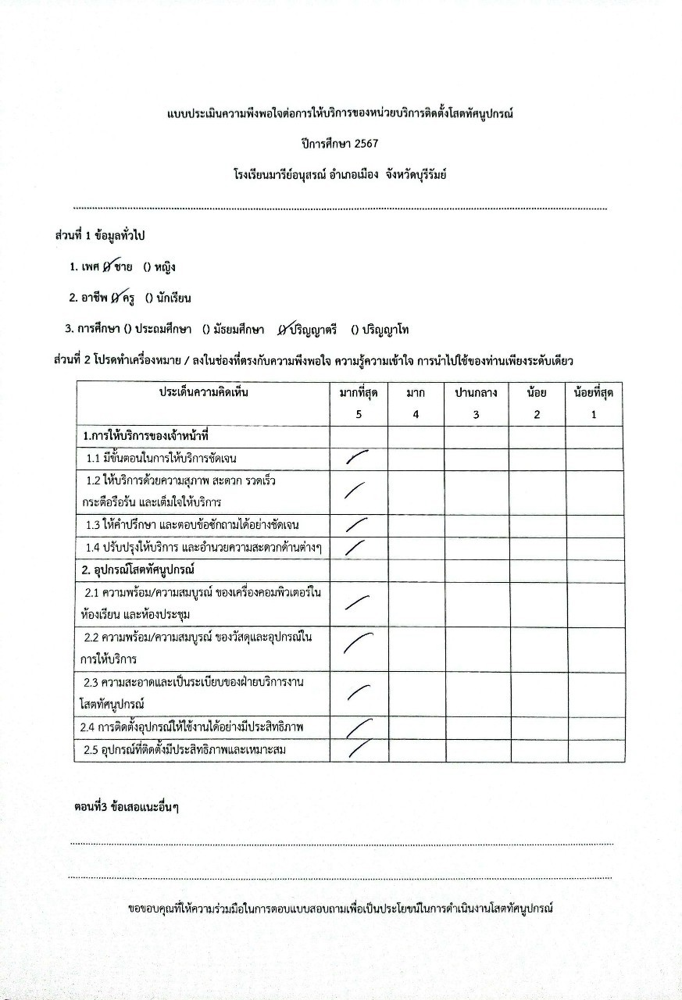 แบบประเมินความพึงพอใจต่อการให้บริการของหน่วยบริการติดตั้งโสตทัศนูปกรณ์
ปีการศึกษา 2567
โรงเรียนมารีย์อนุสรณ์ อำเภอเมือง จังหวัดบุรีรัมย์
ส่วนที่ 1 ข้อมูลทั่วไป
1. เพศ (/) ชาย () หญิง
2. อาชีพ (/) ครู () นักเรียน
3. การศึกษา () ประถมศึกษา () มัธยมศึกษา (/) ปริญญาตรี () ปริญญาโท
ส่วนที่ 2 โปรดทำเครื่องหมาย / ลงในช่องที่ตรงกับความพึงพอใจ ความรู้ความเข้าใจ การนำไปใช้ของท่านเพียงระดับเดียว
ประเด็นความคิดเห็น มากที่สุด มาก ปานกลาง น้อย น้อยที่สุด
5 4 3 2 1
1.การให้บริการของเจ้าหน้าที่
1.1 มีขั้นตอนในการให้บริการชัดเจน /
1.2 ให้บริการด้วยความสุภาพ สะดวก รวดเร็ว
กระตือรือร้น และเต็มใจให้บริการ /
1.3 ให้คำปรึกษา และตอบข้อซักถามได้อย่างชัดเจน /
1.4 ปรับปรุงให้บริการ และอำนวยความสะดวกด้านต่างๆ /
2. อุปกรณ์โสตทัศนูปกรณ์
2.1 ความพร้อม/ความสมบูรณ์ ของเครื่องคอมพิวเตอร์ใน
ห้องเรียน และห้องประชุม /
2.2 ความพร้อม/ความสมบูรณ์ ของวัสดุและอุปกรณ์ใน
การให้บริการ /
2.3 ความสะอาดและเป็นระเบียบของฝ่ายบริการงาน
โสตทัศนูปกรณ์ /
2.4 การติดตั้งอุปกรณ์ให้ใช้งานได้อย่างมีประสิทธิภาพ /
2.5 อุปกรณ์ที่ติดตั้งมีประสิทธิภาพและเหมาะสม /
ตอนที่3 ข้อเสอแนะอื่นๆ
ขอขอบคุณที่ให้ความร่วมมือในการตอบแบบสอบถามเพื่อเป็นประโยชน์ในการดำเนินงานโสตทัศนูปกรณ์